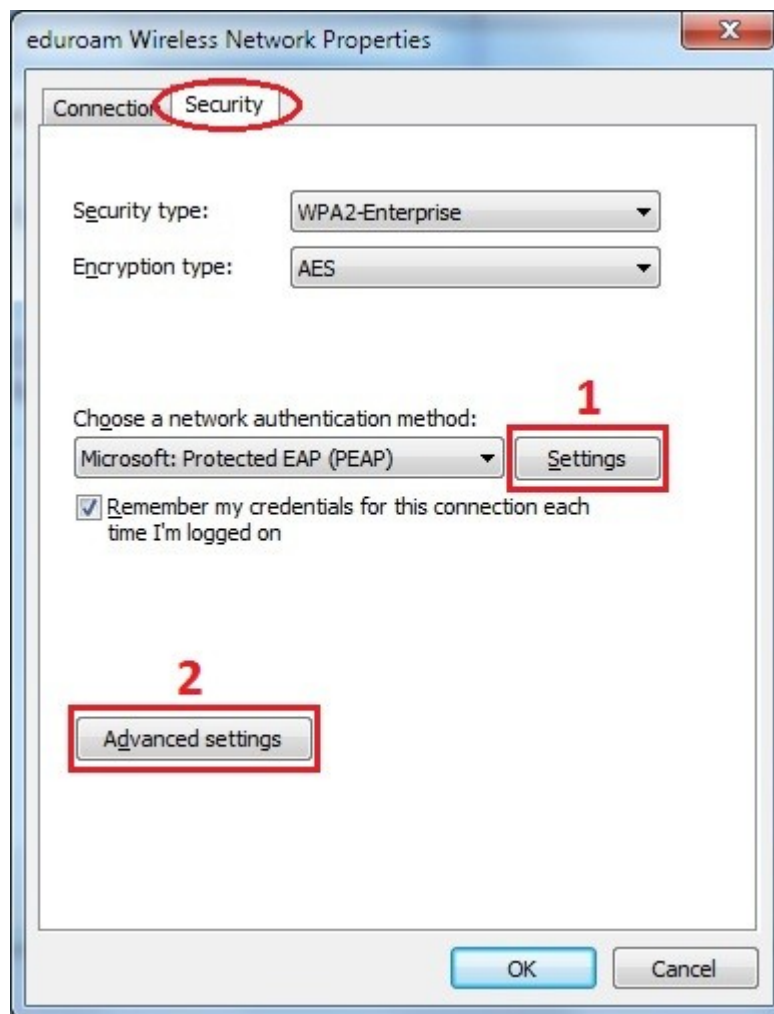 eduroam Wireless Network Properties
Connection Security
Security type: WPA2-Enterprise
Encryption type: AES
1
Choose a network authentication method:
Microsoft: Protected EAP (PEAP) Settings
Remember my credentials for this connection each
time I'm logged on
2
Advanced settings
OK Cancel